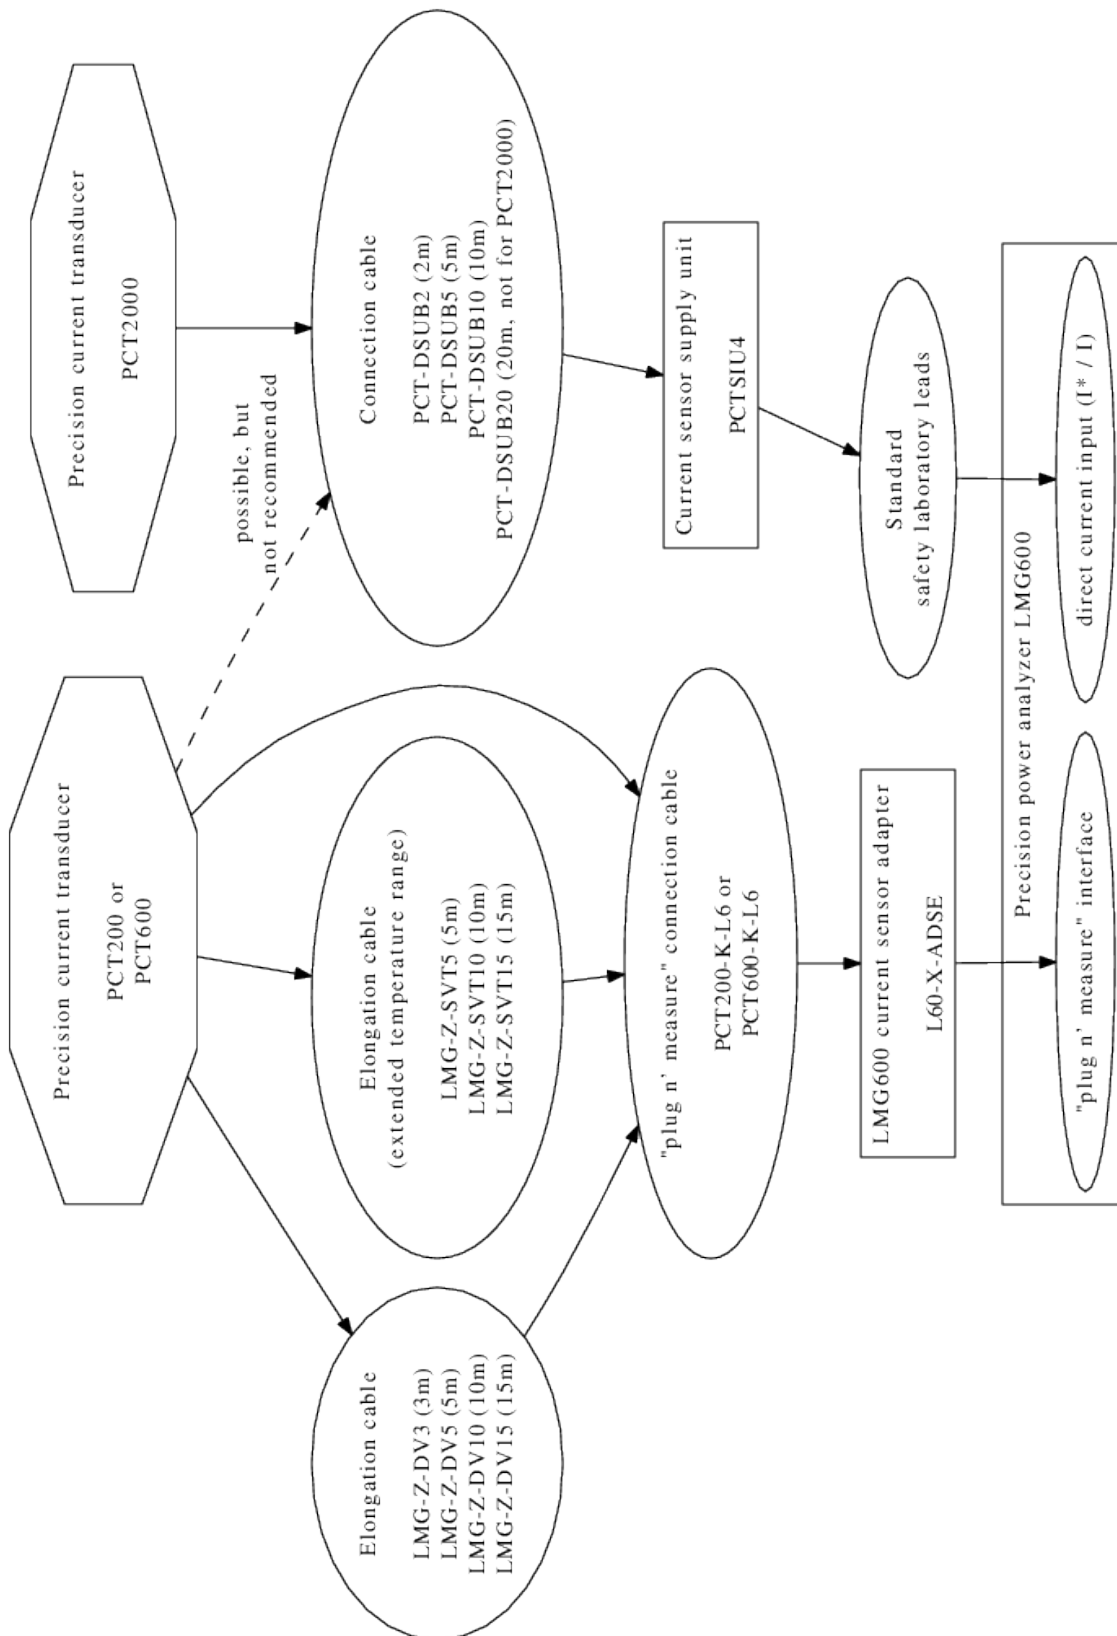 Precision current transducer
PCT200 or
PCT600
Precision current transducer
PCT2000
possible, but
not recommended
Elongation cable
LMG-Z-DV3 (3m)
LMG-Z-DV5 (5m)
LMG-Z-DV10 (10m)
LMG-Z-DV15 (15m)
Elongation cable
(extended temperature range)
LMG-Z-SVT5 (5m)
LMG-Z-SVT10 (10m)
LMG-Z-SVT15 (15m)
Connection cable
PCT-DSUB2 (2m)
PCT-DSUB5 (5m)
PCT-DSUB10 (10m)
PCT-DSUB20 (20m, not for PCT2000)
"plug n' measure" connection cable
PCT200-K-L6 or
PCT600-K-L6
Current sensor supply unit
PCTSIU4
LMG600 current sensor adapter
L60-X-ADSE
Standard
safety laboratory leads
Precision power analyzer LMG600
"plug n' measure" interface
direct current input (I* / I)